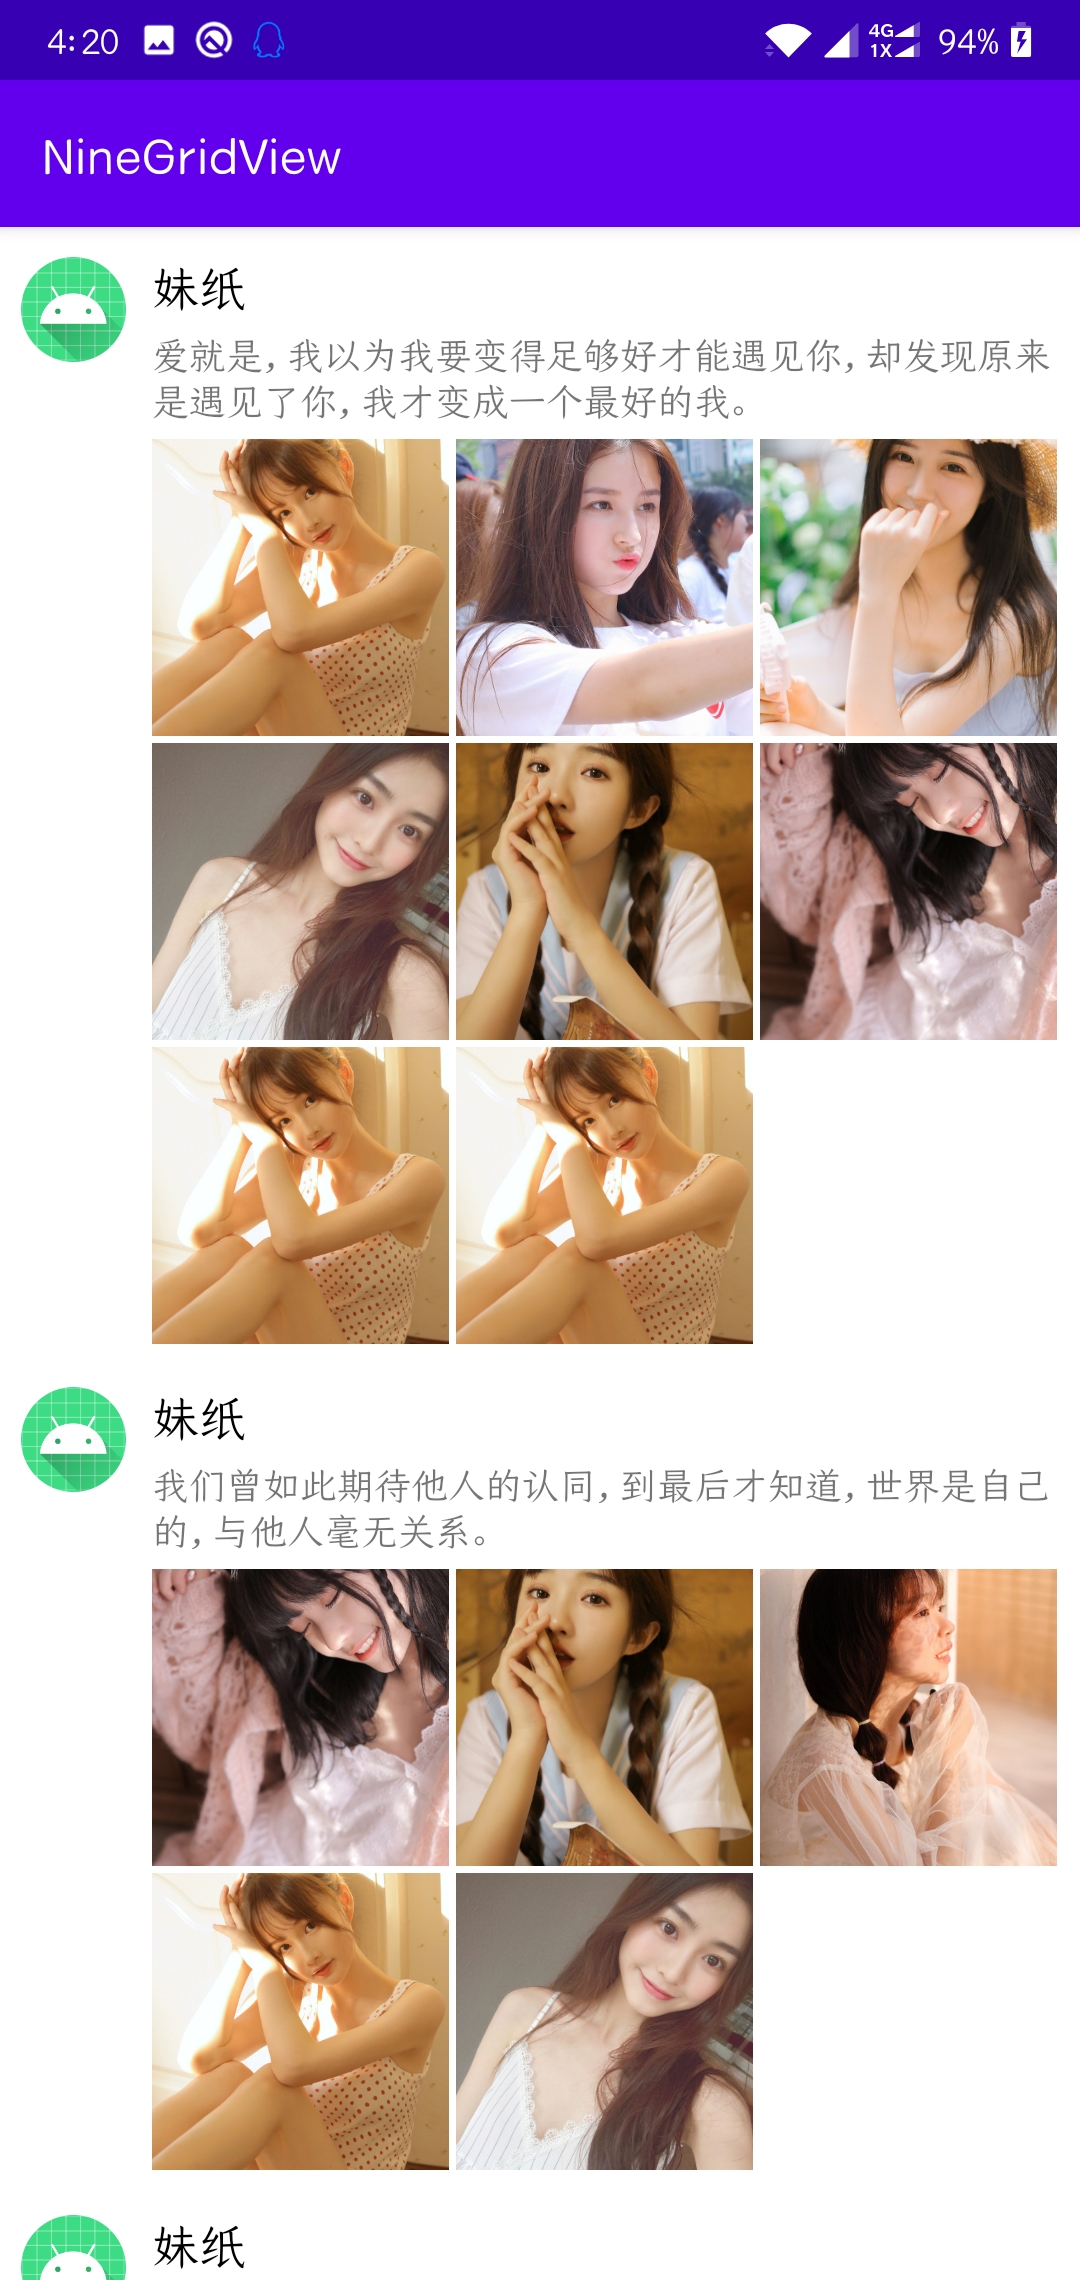 4:20
4G
1X
94%
NineGridView
妹纸
爱就是,我以为我要变得足够好才能遇见你,却发现原来
是遇见了你,我才变成一个最好的我。
妹纸
我们曾如此期待他人的认同,到最后才知道,世界是自己
的,与他人毫无关系。
妹纸